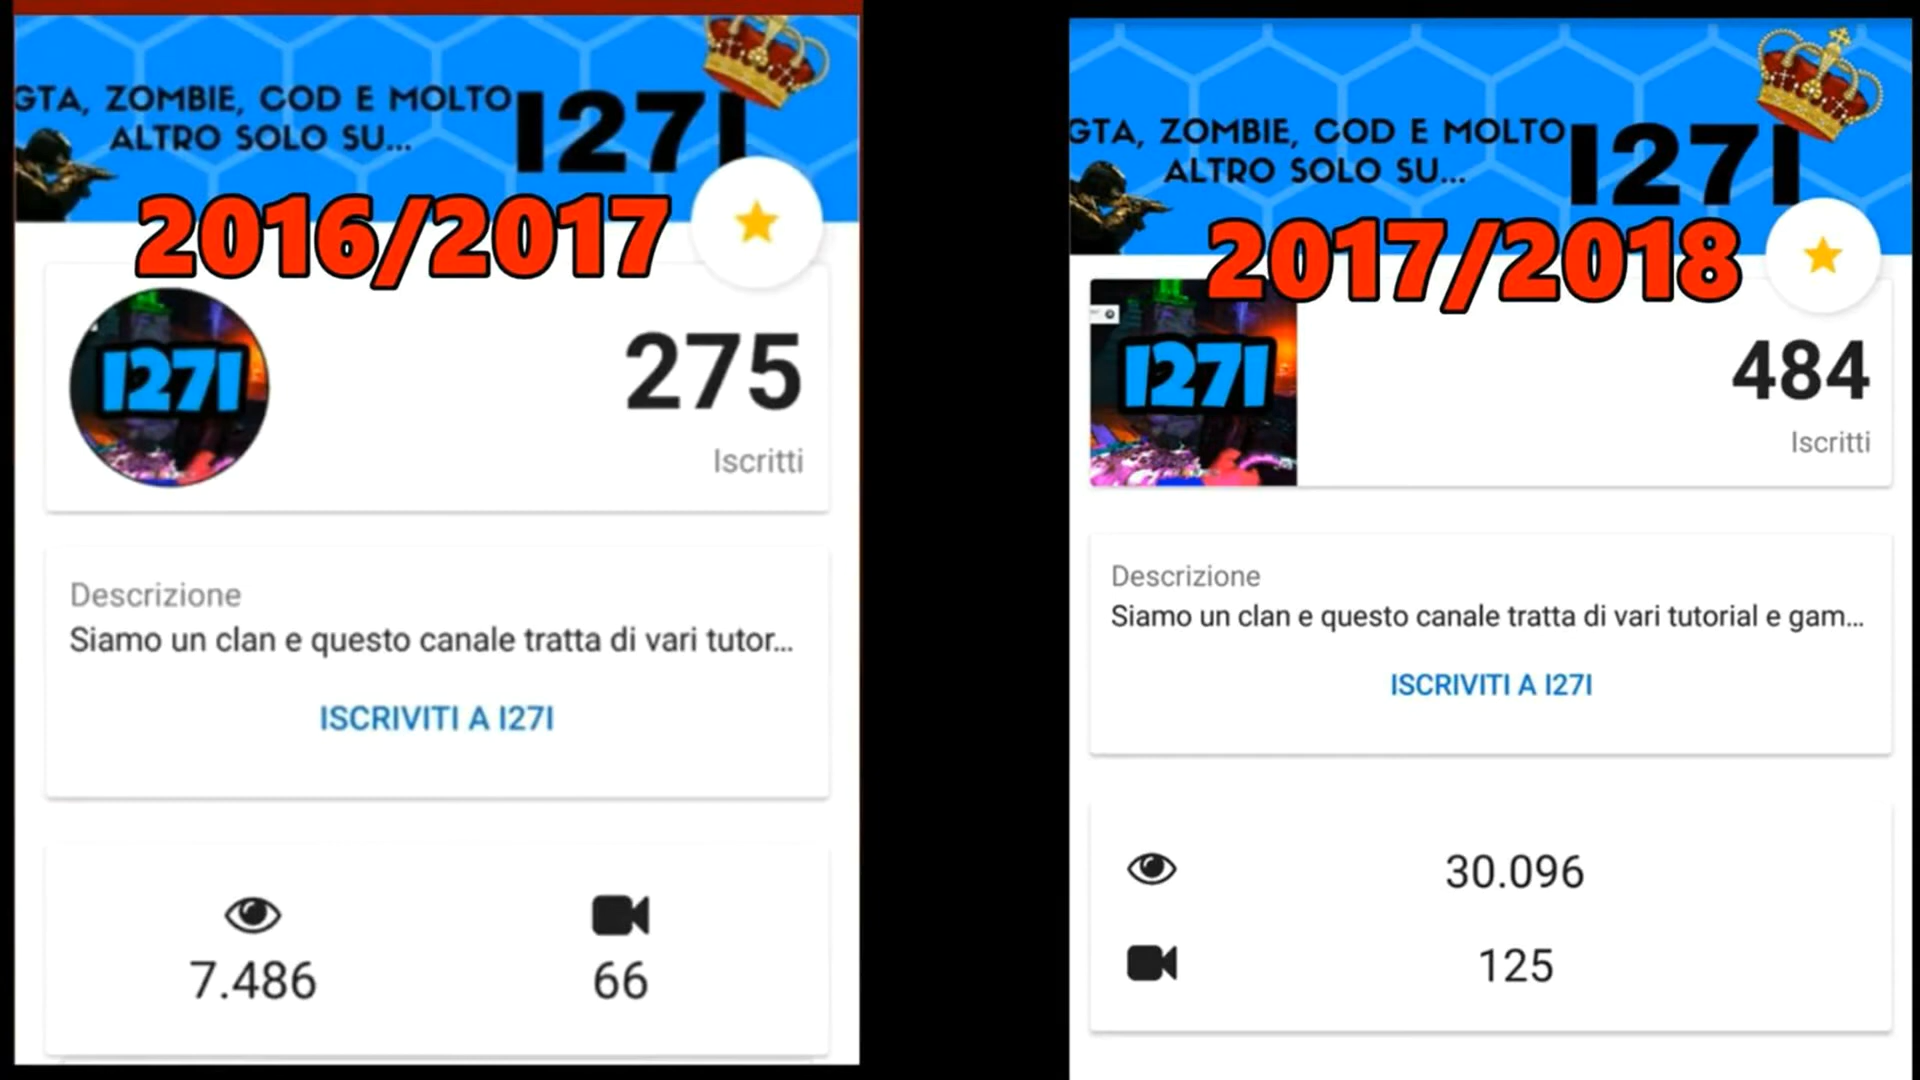 GTA, ZOMBIE, COD E MOLTO
ALTRO SOLO SU...
I27I
2016/2017
I27I
275
Iscritti
Descrizione
Siamo un clan e questo canale tratta di vari tutor...
ISCRIVITI A I27I
7.486
66
GTA, ZOMBIE, COD E MOLTO
ALTRO SOLO SU...
I27I
2017/2018
I27I
484
Iscritti
Descrizione
Siamo un clan e questo canale tratta di vari tutorial e gam...
ISCRIVITI A I27I
30.096
125